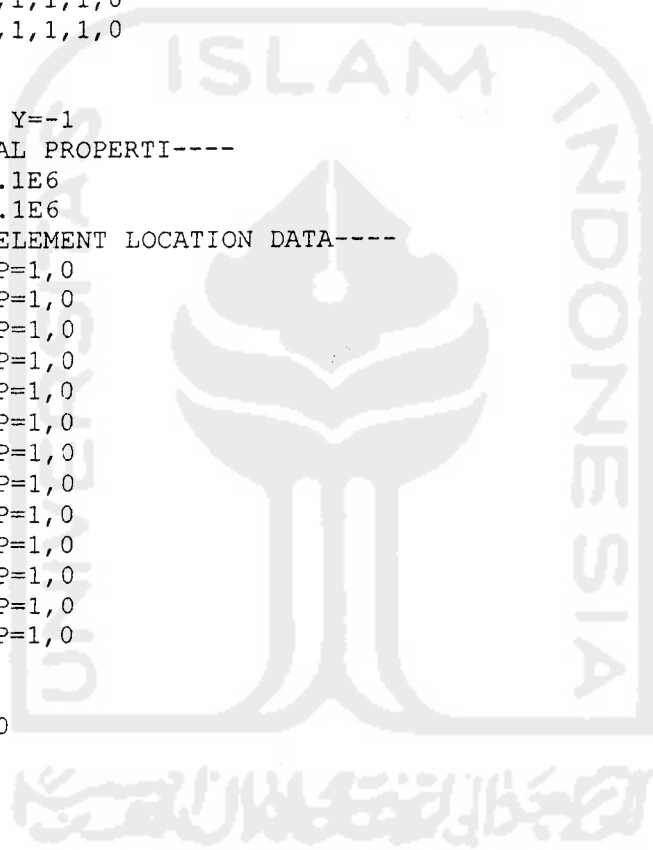 ,1,1,1,0
,1,1,1,0
Y=-1
AL PROPERTI----
.1E6
.1E6
ELEMENT LOCATION DATA----
P=1,0
P=1,0
P=1,0
P=1,0
P=1,0
P=1,0
P=1,0
P=1,0
P=1,0
P=1,0
P=1,0
P=1,0
P=1,0
0
UNIVERSITAS
ISLAM
INDONESIA